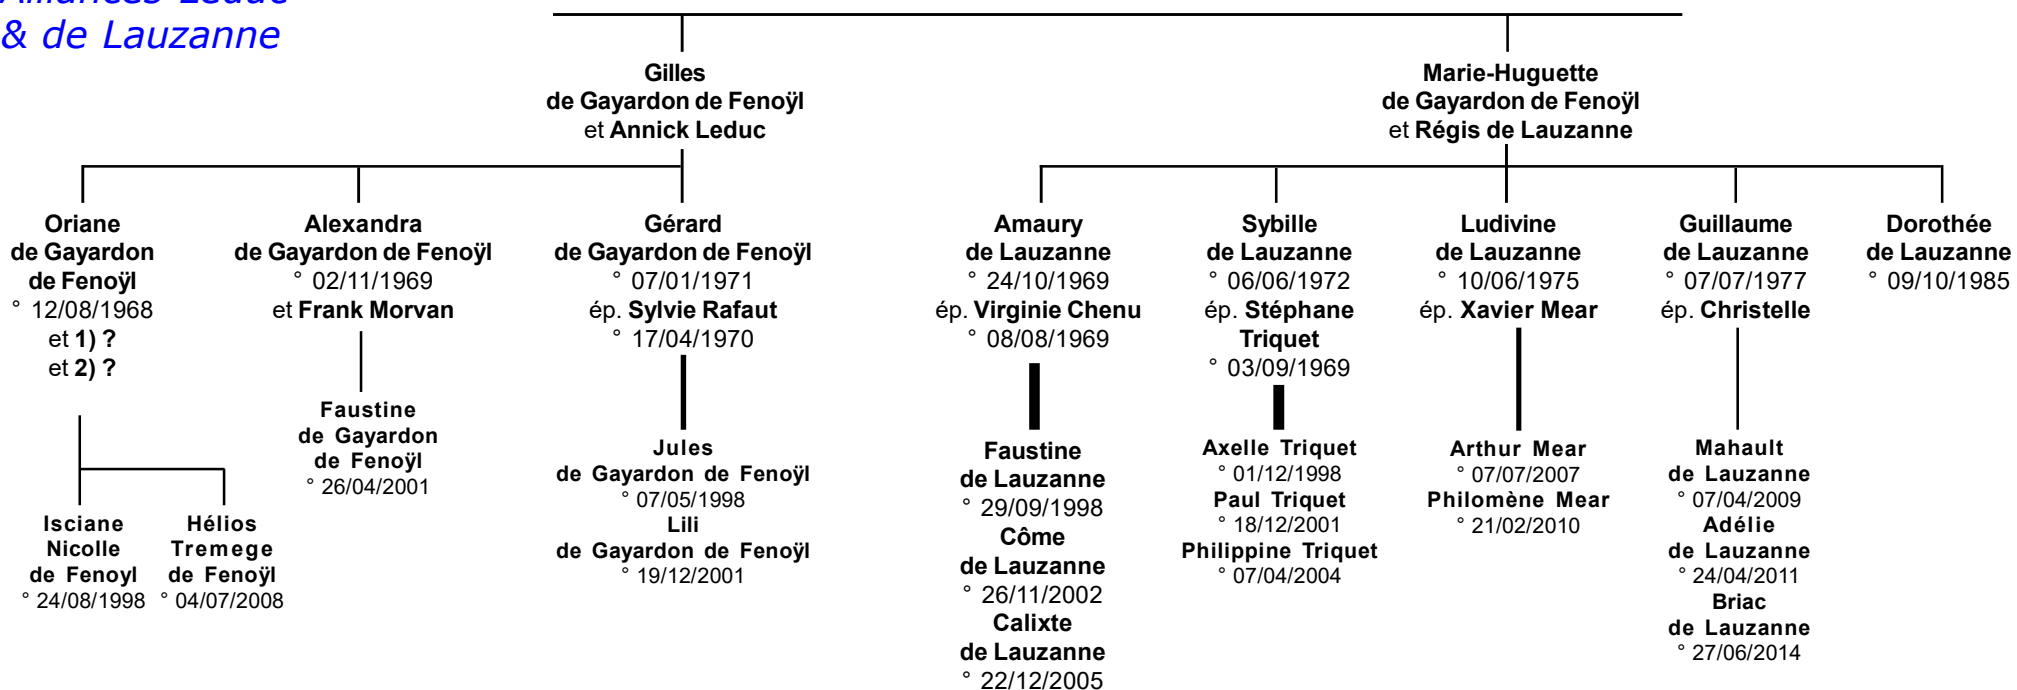 Alliances Leduc
& de Lauzanne
Gilles
de Gayardon de Fenoÿl
et Annick Leduc
Marie-Huguette
de Gayardon de Fenoÿl
et Régis de Lauzanne
Oriane
de Gayardon
de Fenoÿl
° 12/08/1968
et 1) ?
et 2) ?
Alexandra
de Gayardon de Fenoÿl
° 02/11/1969
et Frank Morvan
Gérard
de Gayardon de Fenoÿl
° 07/01/1971
ép. Sylvie Rafaut
° 17/04/1970
Amaury
de Lauzanne
° 24/10/1969
ép. Virginie Chenu
° 08/08/1969
Sybille
de Lauzanne
° 06/06/1972
ép. Stéphane
Triquet
° 03/09/1969
Ludivine
de Lauzanne
° 10/06/1975
ép. Xavier Mear
Guillaume
de Lauzanne
° 07/07/1977
ép. Christelle
Dorothée
de Lauzanne
° 09/10/1985
Isciane
Nicolle
de Fenoyl
° 24/08/1998
Hélios
Tremege
de Fenoÿl
° 04/07/2008
Faustine
de Gayardon
de Fenoÿl
° 26/04/2001
Jules
de Gayardon de Fenoÿl
° 07/05/1998
Lili
de Gayardon de Fenoÿl
° 19/12/2001
Faustine
de Lauzanne
° 29/09/1998
Côme
de Lauzanne
° 26/11/2002
Calixte
de Lauzanne
° 22/12/2005
Axelle Triquet
° 01/12/1998
Paul Triquet
° 18/12/2001
Philippine Triquet
° 07/04/2004
Arthur Mear
° 07/07/2007
Philomène Mear
° 21/02/2010
Mahault
de Lauzanne
° 07/04/2009
Adélie
de Lauzanne
° 24/04/2011
Briac
de Lauzanne
° 27/06/2014